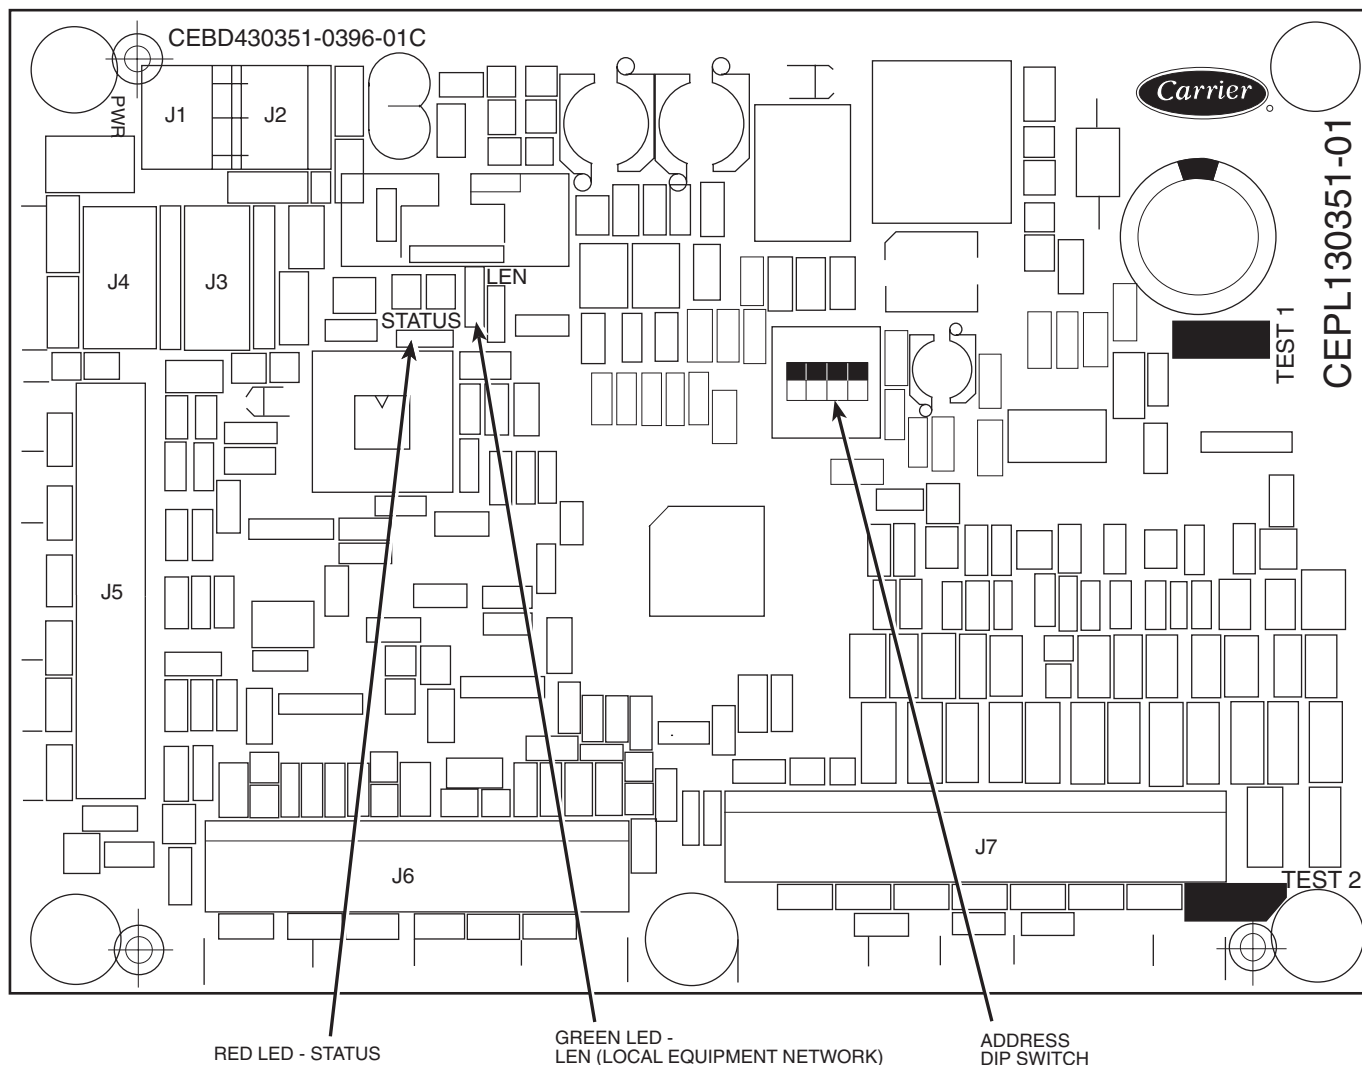 CEBD430351-0396-01C
Carrier
PWR
J1
J2
CEPL130351-01
J4
J3
LEN
STATUS
TEST 1
J5
J6
J7
TEST 2
RED LED - STATUS
GREEN LED -
LEN (LOCAL EQUIPMENT NETWORK)
ADDRESS
DIP SWITCH